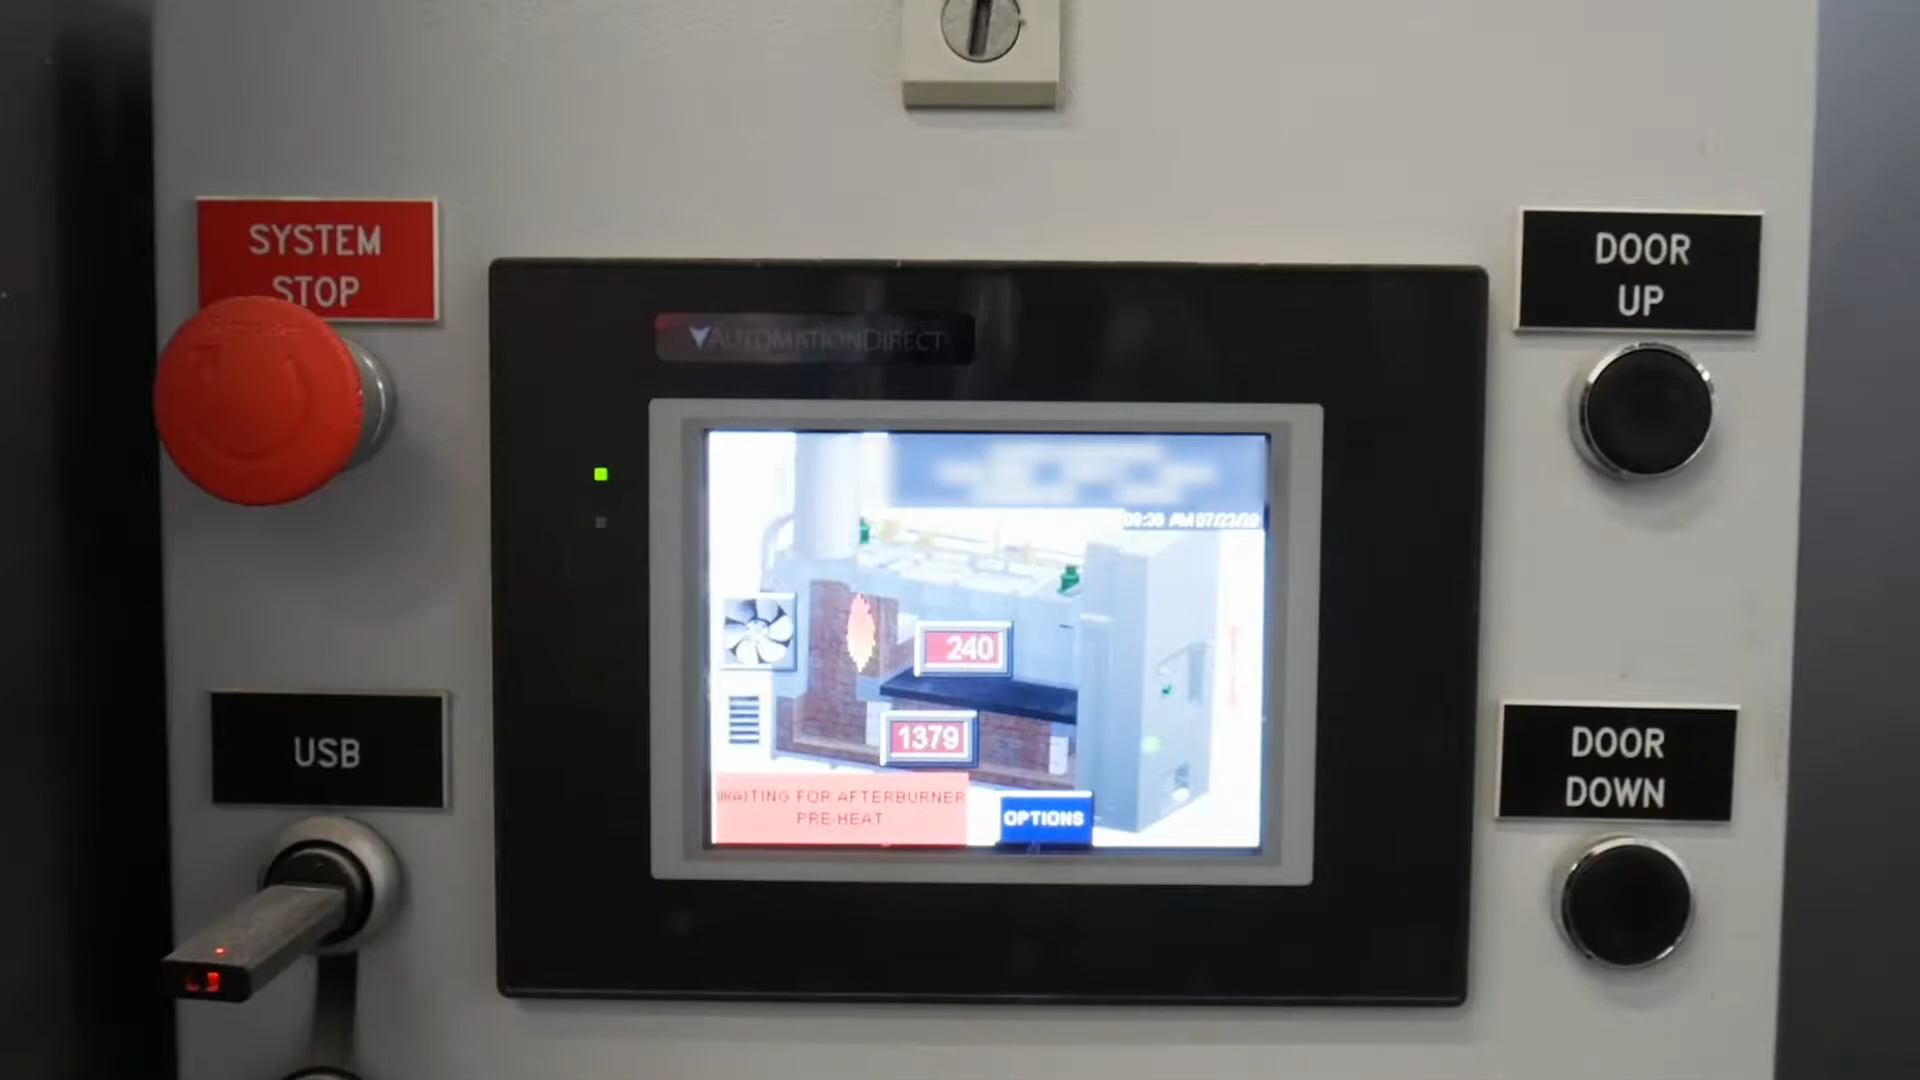 SYSTEM
STOP
DOOR
UP
AUTOMATIONDIRECT
240
1379
WAITING FOR AFTERBURNER
PRE-HEAT
OPTIONS
USB
DOOR
DOWN